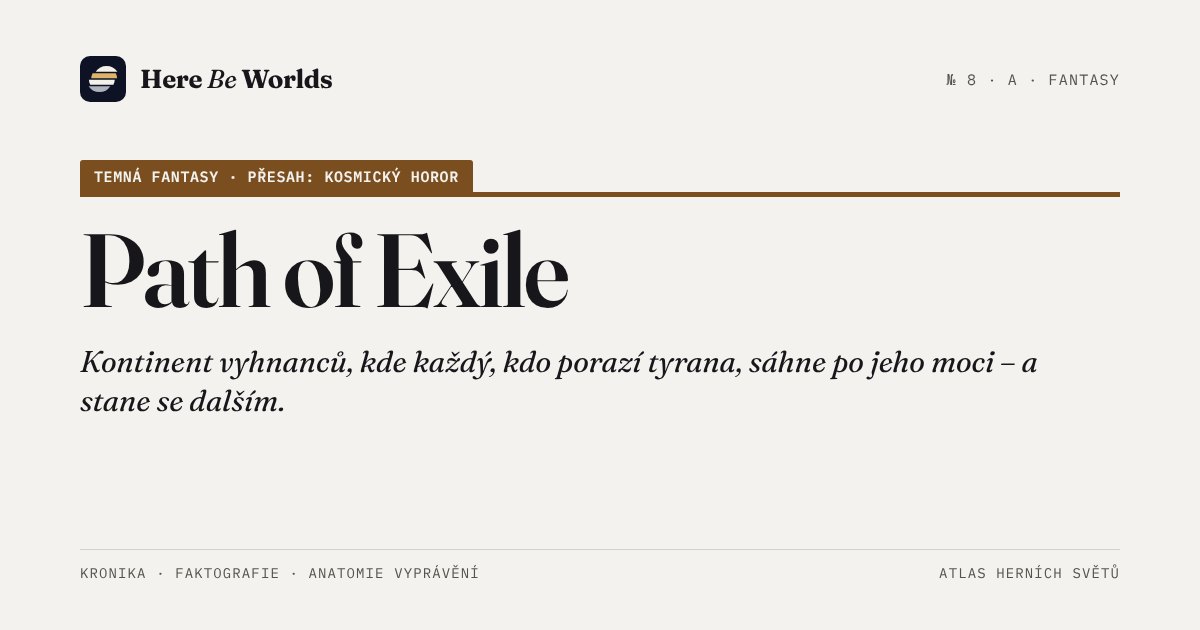 Here Be Worlds
№ 8 · A · FANTASY
TEMNÁ FANTASY · PŘESAH: KOSMICKÝ HOROR
Path of Exile
Kontinent vyhnanců, kde každý, kdo porazí tyrana, sáhne po jeho moci – a
stane se dalším.
KRONIKA · FAKTOGRAFIE · ANATOMIE VYPRÁVĚNÍ
ATLAS HERNÍCH SVĚTŮ